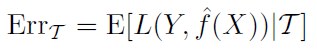 Err_𝒯 = E[L(Y, f̂(X))|𝒯]